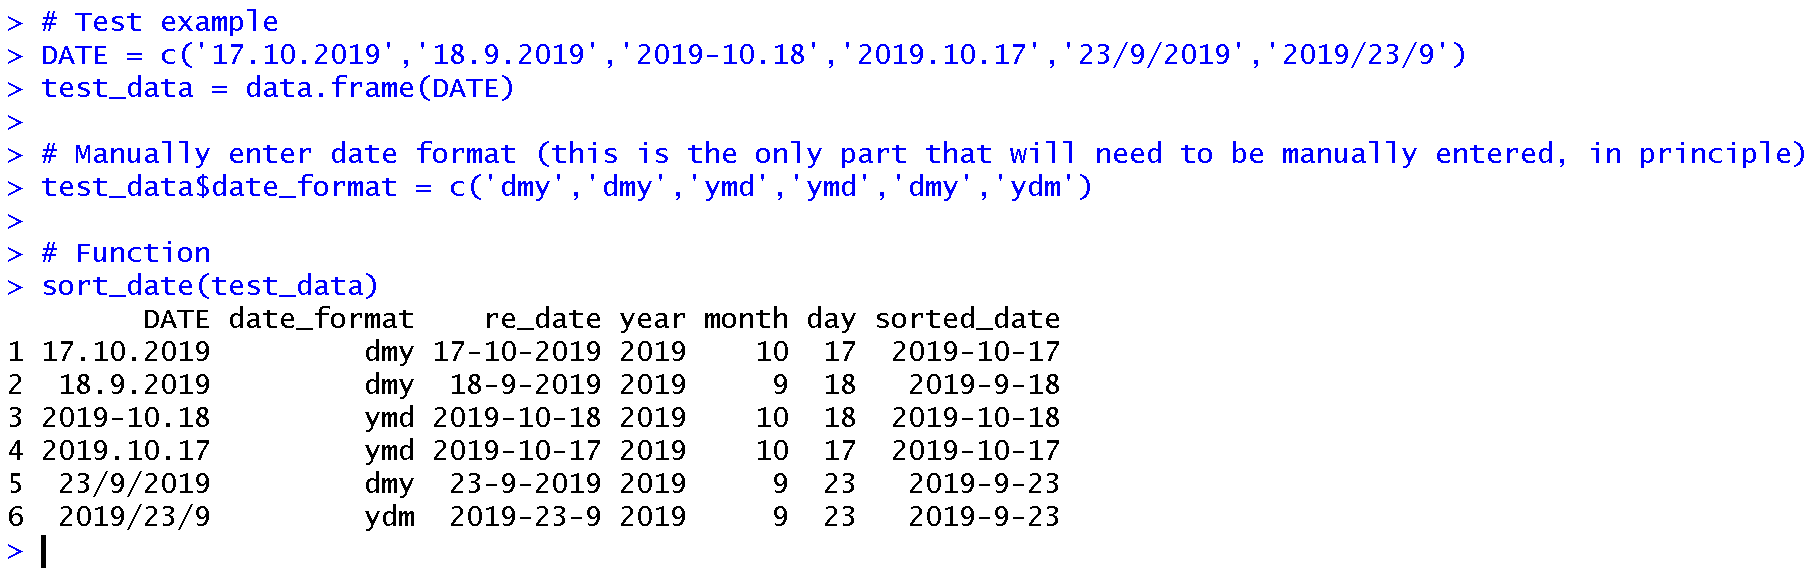 > # Test example
> DATE = c('17.10.2019','18.9.2019','2019-10.18','2019.10.17','23/9/2019','2019/23/9')
> test_data = data.frame(DATE)
>
> # Manually enter date format (this is the only part that will need to be manually entered, in principle)
> test_data$date_format = c('dmy','dmy','ymd','ymd','dmy','ydm')
>
> # Function
> sort_date(test_data)
        DATE date_format    re_date year month day sorted_date
1 17.10.2019         dmy 17-10-2019 2019    10  17  2019-10-17
2  18.9.2019         dmy  18-9-2019 2019     9  18   2019-9-18
3 2019-10.18         ymd 2019-10-18 2019    10  18  2019-10-18
4 2019.10.17         ymd 2019-10-17 2019    10  17  2019-10-17
5  23/9/2019         dmy  23-9-2019 2019     9  23   2019-9-23
6  2019/23/9         ydm  2019-23-9 2019     9  23   2019-9-23
>